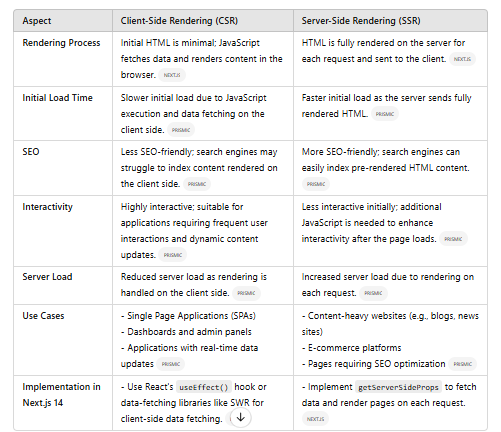 Aspect Client-Side Rendering (CSR) Server-Side Rendering (SSR)
Rendering Process
Initial HTML is minimal; JavaScript
fetches data and renders content in the
browser. NEXT.JS
HTML is fully rendered on the server for
each request and sent to the client. NEXT.JS
Initial Load Time
Slower initial load due to JavaScript
execution and data fetching on the
client side. PRISMIC
Faster initial load as the server sends fully
rendered HTML. PRISMIC
SEO
Less SEO-friendly; search engines may
struggle to index content rendered on
the client side. PRISMIC
More SEO-friendly; search engines can
easily index pre-rendered HTML content.
PRISMIC
Interactivity
Highly interactive; suitable for
applications requiring frequent user
interactions and dynamic content
updates. PRISMIC
Less interactive initially; additional
JavaScript is needed to enhance
interactivity after the page loads. PRISMIC
Server Load
Reduced server load as rendering is
handled on the client side. PRISMIC
Increased server load due to rendering on
each request. PRISMIC
Use Cases
- Single Page Applications (SPAs)
- Dashboards and admin panels
- Applications with real-time data
updates PRISMIC
- Content-heavy websites (e.g., blogs, news
sites)
- E-commerce platforms
- Pages requiring SEO optimization PRISMIC
Implementation in
Next.js 14
- Use React's useEffect() hook or
data-fetching libraries like SWR for
client-side data fetching.
- Implement getServerSideProps to fetch
data and render pages on each request.
NEXT.JS